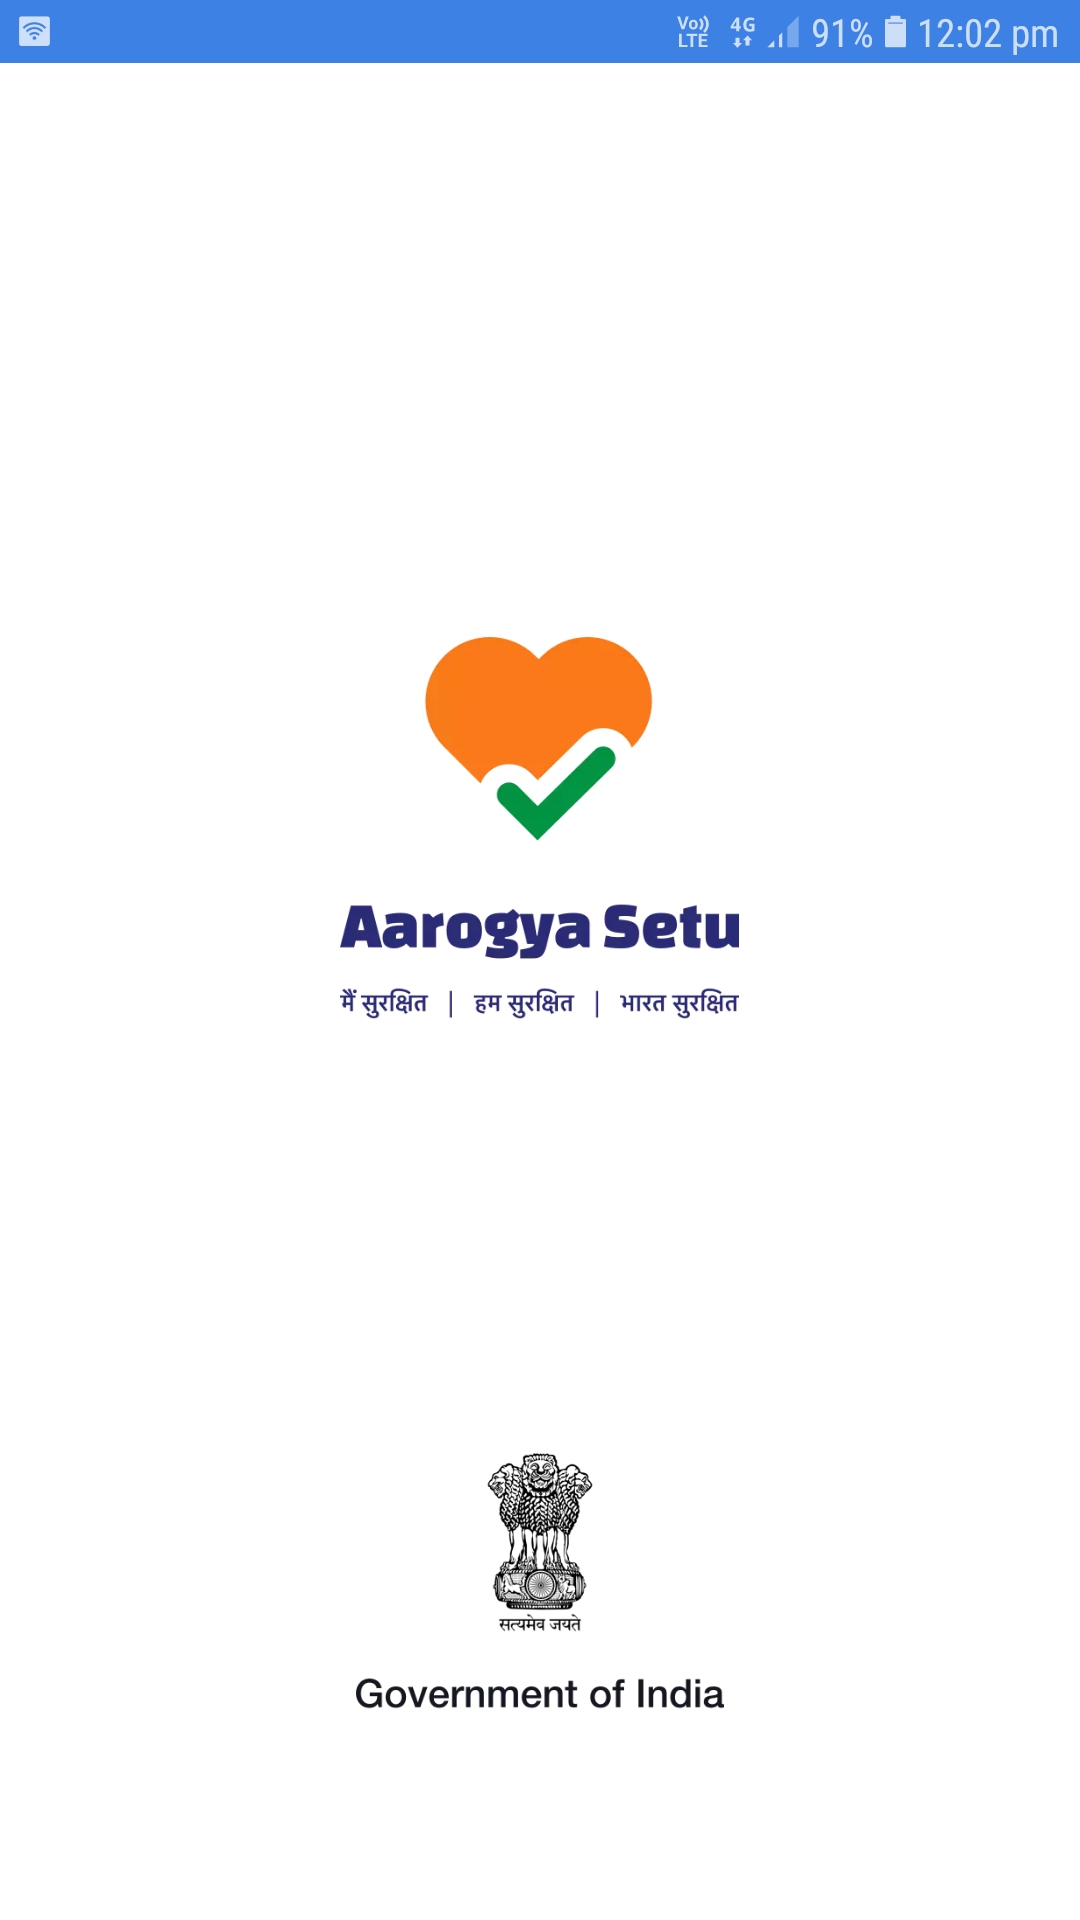 Vo)) LTE 4G 91% 12:02 pm
Aarogya Setu
मैं सुरक्षित | हम सुरक्षित | भारत सुरक्षित
सत्यमेव जयते
Government of India